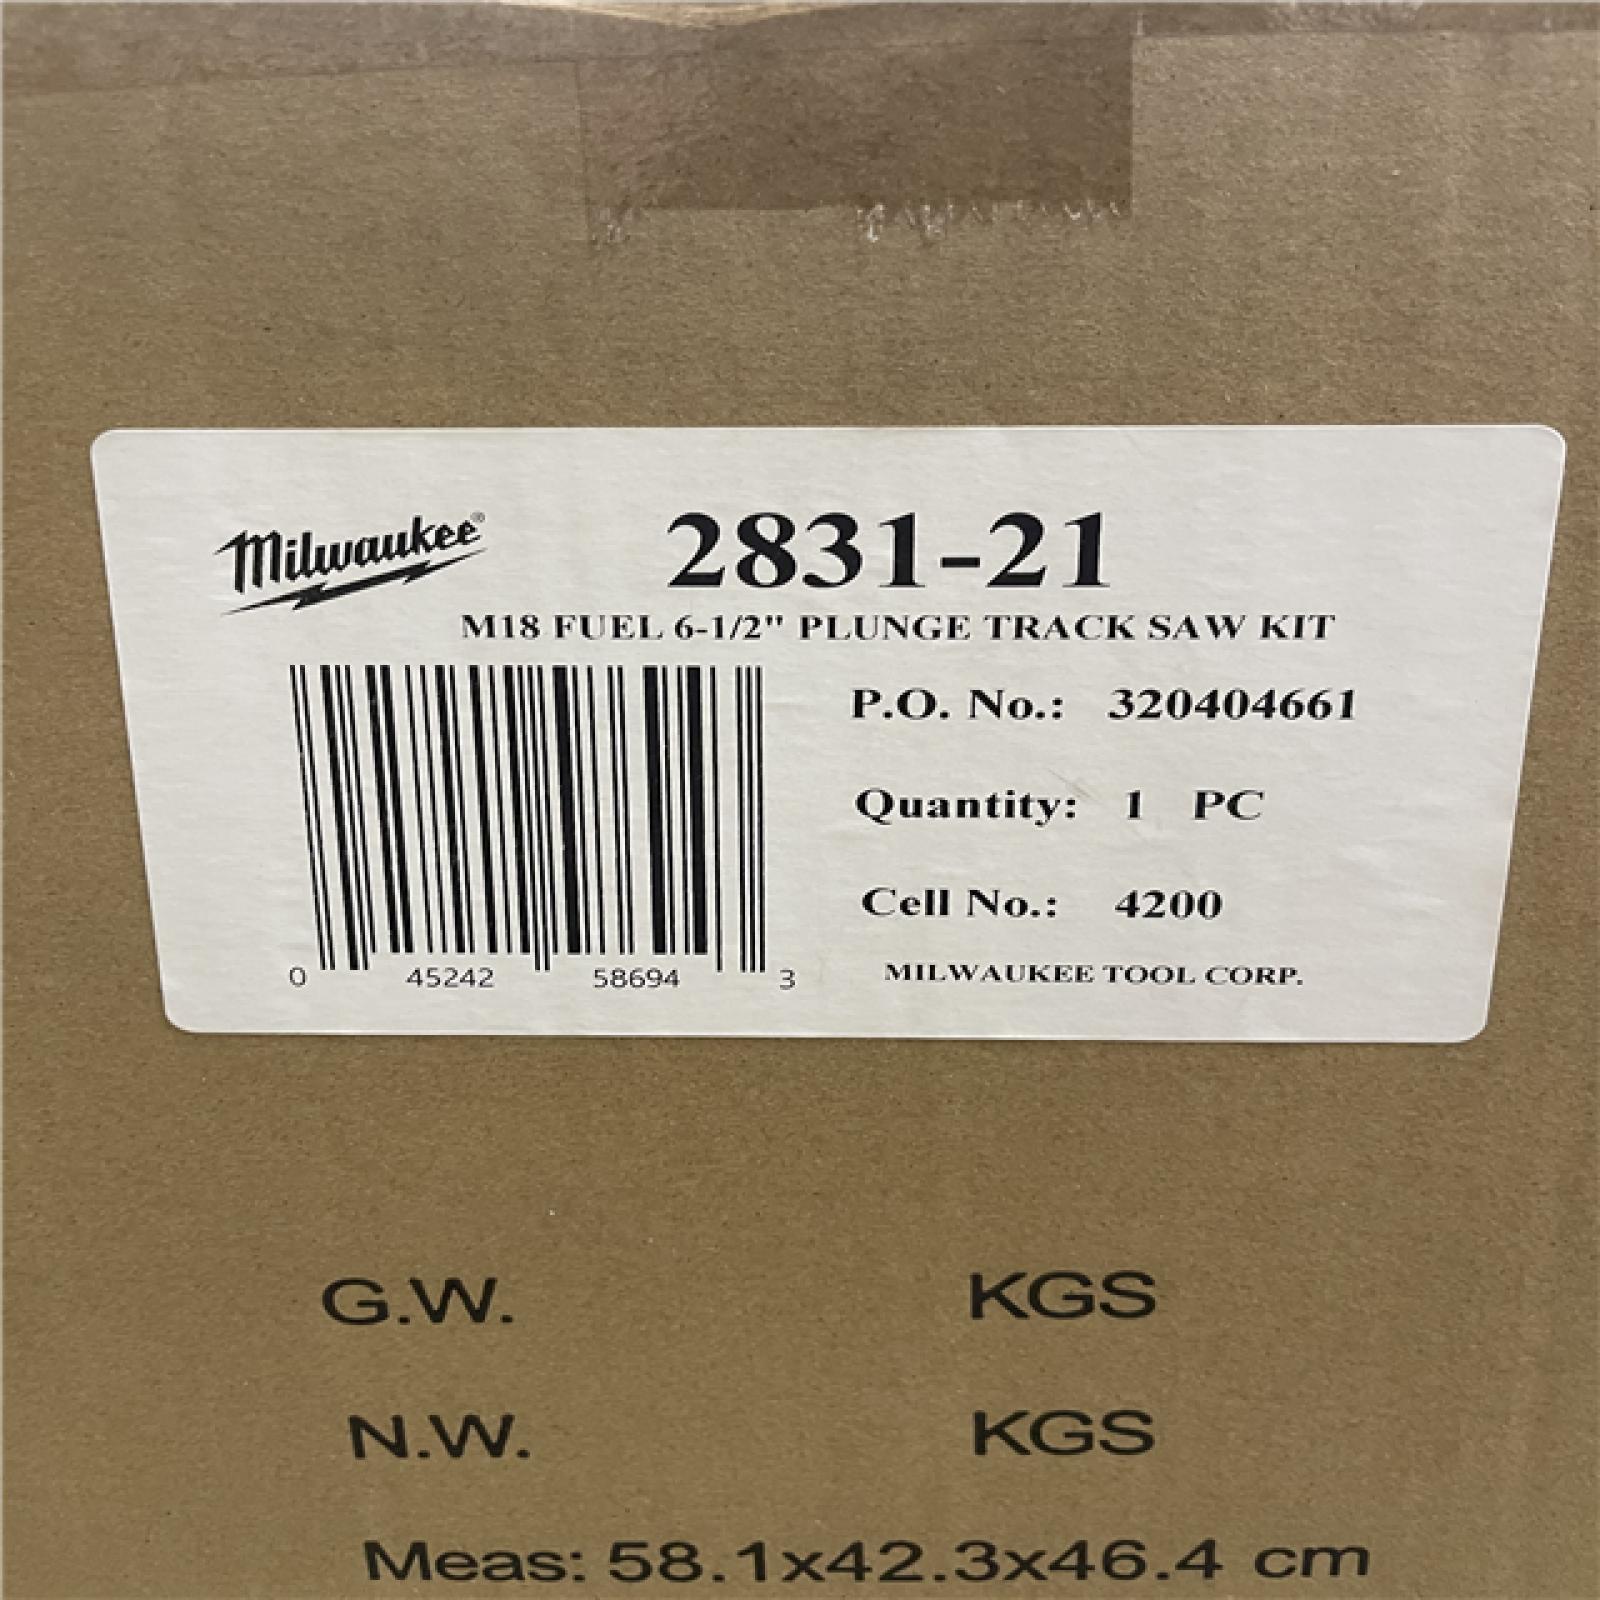 Milwaukee®
2831-21
M18 FUEL 6-1/2" PLUNGE TRACK SAW KIT
P.O. No.: 320404661
Quantity: 1 PC
Cell No.: 4200
0 45242 58694 3
MILWAUKEE TOOL CORP.
G.W. KGS
N.W. KGS
Meas: 58.1x42.3x46.4 cm